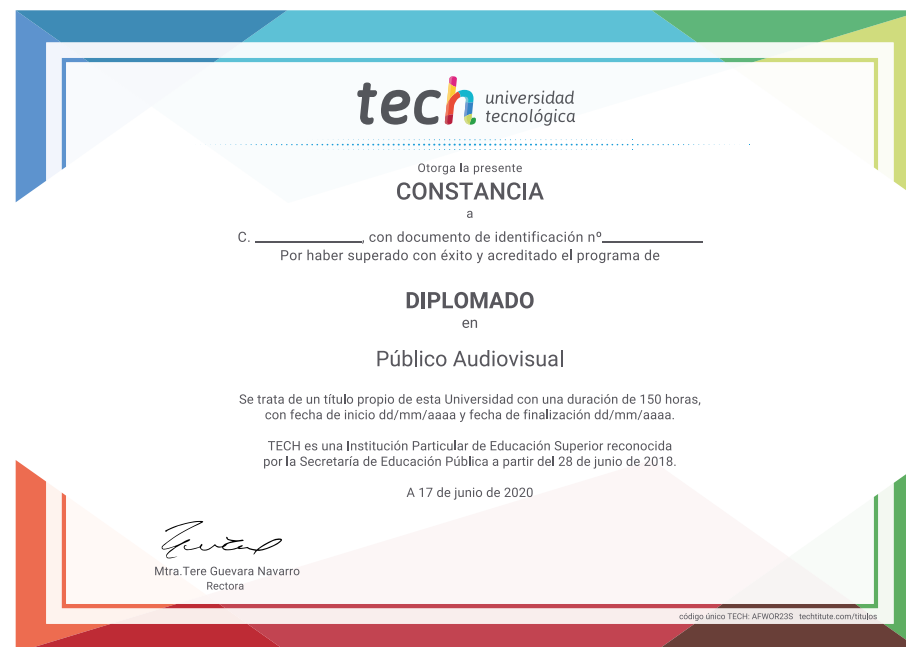 tech universidad
tecnológica
Otorga la presente
CONSTANCIA
a
C. ____________, con documento de identificación nº____________
Por haber superado con éxito y acreditado el programa de
DIPLOMADO
en
Público Audiovisual
Se trata de un título propio de esta Universidad con una duración de 150 horas,
con fecha de inicio dd/mm/aaaa y fecha de finalización dd/mm/aaaa.
TECH es una Institución Particular de Educación Superior reconocida
por la Secretaría de Educación Pública a partir del 28 de junio de 2018.
A 17 de junio de 2020
Mtra.Tere Guevara Navarro
Rectora
código único TECH: AFWOR23S techtitute.com/titulos